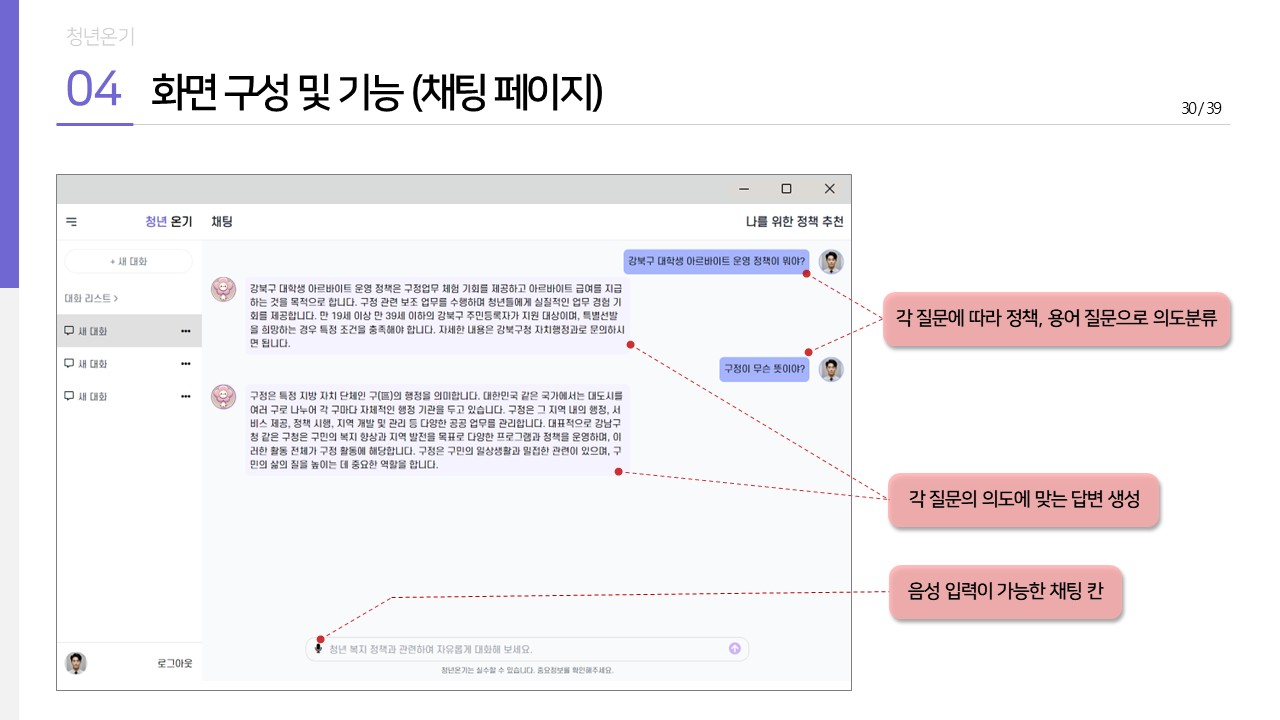 청년온기
04 화면 구성 및 기능 (채팅 페이지)
30 / 39
청년 온기
채팅
나를 위한 정책 추천
+ 새 대화
대화 리스트 >
새 대화
새 대화
새 대화
로그아웃
강북구 대학생 아르바이트 운영 정책이 뭐야?
강북구 대학생 아르바이트 운영 정책은 구정업무 체험 기회를 제공하고 아르바이트 급여를 지급
하는 것을 목적으로 합니다. 구정 관련 보조 업무를 수행하며 청년들에게 실질적인 업무 경험 기
회를 제공합니다. 만 19세 이상 만 39세 이하의 강북구 주민등록자가 지원 대상이며, 특별선발
을 희망하는 경우 특정 조건을 충족해야 합니다. 자세한 내용은 강북구청 자치행정과로 문의하시
면 됩니다.
구정이 무슨 뜻이야?
구정은 특정 지방 자치 단체인 구(區)의 행정을 의미합니다. 대한민국 같은 국가에서는 대도시를
여러 구로 나누어 각 구마다 자체적인 행정 기관을 두고 있습니다. 구정은 그 지역 내의 행정, 서
비스 제공, 정책 시행, 지역 개발 및 관리 등 다양한 공공 업무를 관리합니다. 대표적으로 강남구
청 같은 구청은 구민의 복지 향상과 지역 발전을 목표로 다양한 프로그램과 정책을 운영하며, 이
러한 활동 전체가 구정 활동에 해당합니다. 구정은 구민의 일상생활과 밀접한 관련이 있으며, 구
민의 삶의 질을 높이는 데 중요한 역할을 합니다.
청년 복지 정책과 관련하여 자유롭게 대화해 보세요.
청년온기는 실수할 수 있습니다. 중요정보를 확인해주세요.
각 질문에 따라 정책, 용어 질문으로 의도분류
각 질문의 의도에 맞는 답변 생성
음성 입력이 가능한 채팅 칸